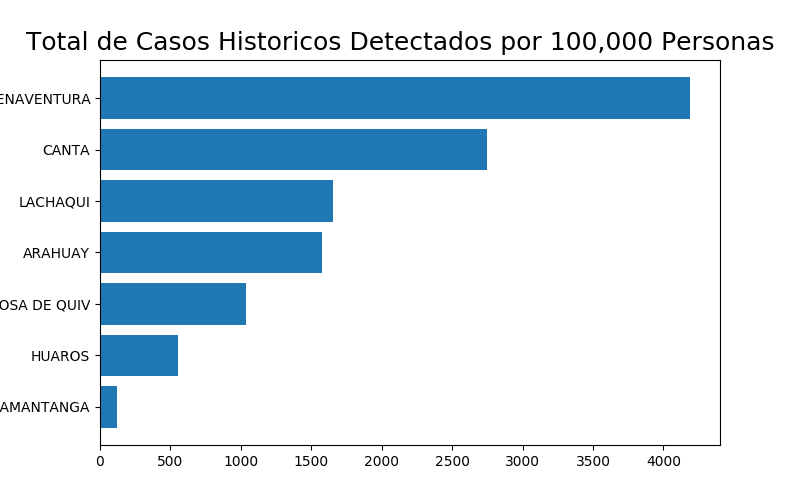 Total de Casos Historicos Detectados por 100,000 Personas
ENAVENTURA
CANTA
LACHAQUI
ARAHUAY
OSA DE QUIV
HUAROS
AMANTANGA
0 500 1000 1500 2000 2500 3000 3500 4000